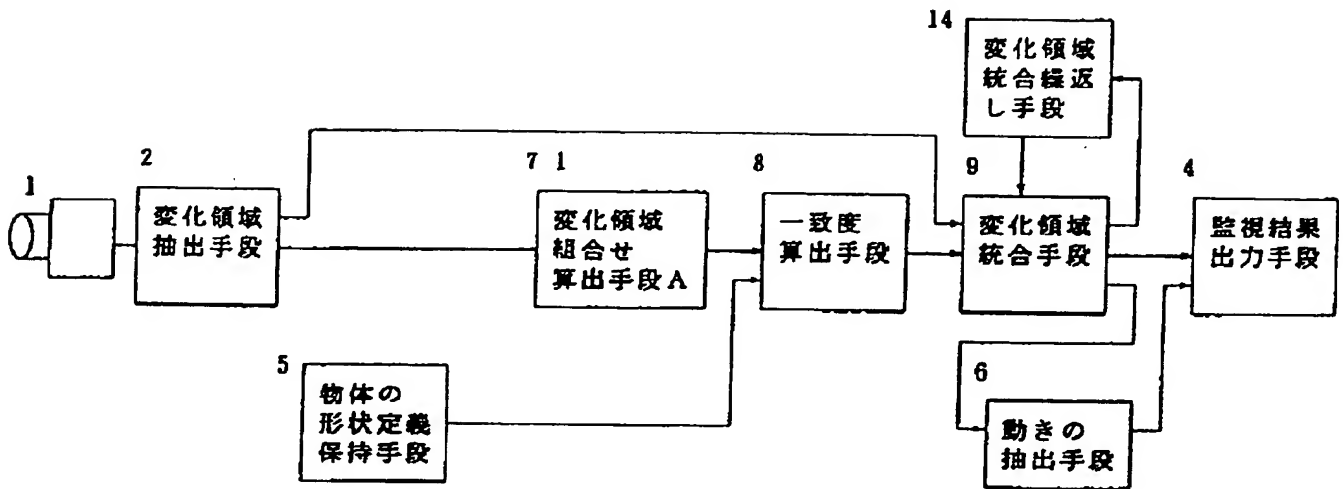 14
変化領域
統合繰返
し手段
2
7 1
8
9
4
1
変化領域
抽出手段
変化領域
組合せ
算出手段A
一致度
算出手段
変化領域
統合手段
監視結果
出力手段
5
物体の
形状定義
保持手段
6
動きの
抽出手段